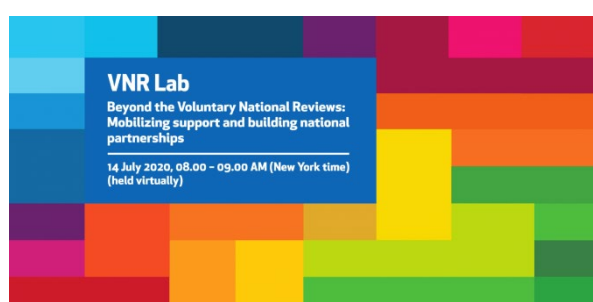 VNR Lab
Beyond the Voluntary National Reviews:
Mobilizing support and building national
partnerships
14 July 2020, 08.00 – 09.00 AM (New York time)
(held virtually)